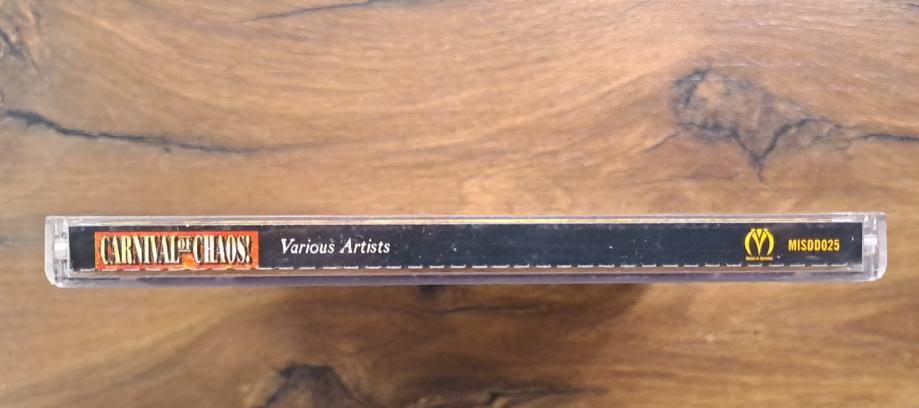 CARNIVAL OF CHAOS!
Various Artists
MISDD025